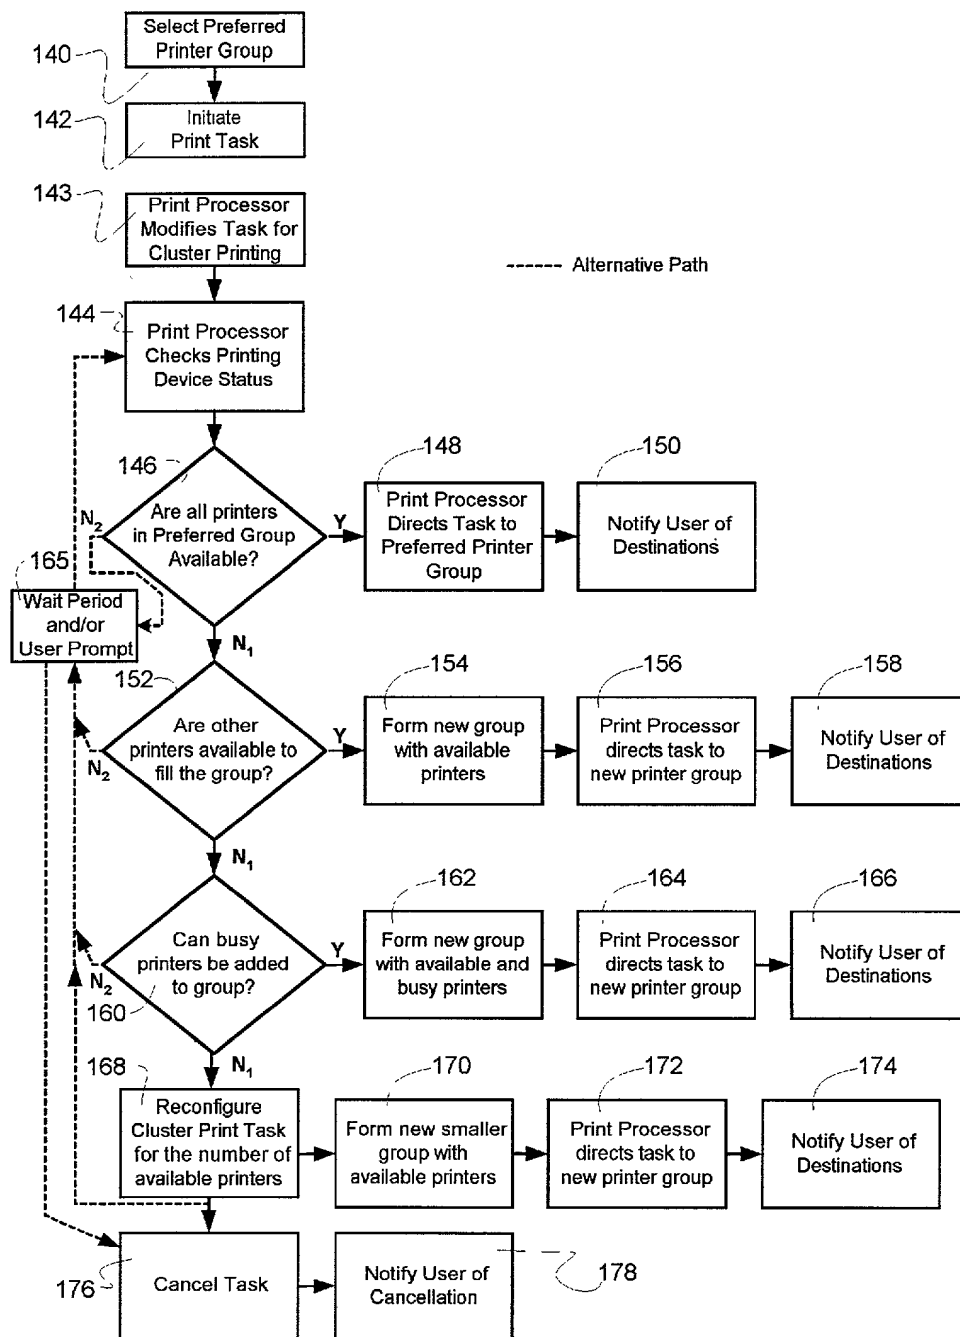 Select Preferred
Printer Group
140
Initiate
Print Task
142
143
Print Processor
Modifies Task for
Cluster Printing
Alternative Path
144
Print Processor
Checks Printing
Device Status
146
Are all printers
in Preferred Group
Available?
N2
Y
148
Print Processor
Directs Task to
Preferred Printer
Group
150
Notify User of
Destinations
165
Wait Period
and/or
User Prompt
N1
152
Are other
printers available to
fill the group?
N2
Y
154
Form new group
with available
printers
156
Print Processor
directs task to
new printer group
158
Notify User of
Destinations
N1
Can busy
printers be added
to group?
N2
160
Y
162
Form new group
with available and
busy printers
164
Print Processor
directs task to
new printer group
166
Notify User of
Destinations
N1
168
Reconfigure
Cluster Print Task
for the number of
available printers
170
Form new smaller
group with
available printers
172
Print Processor
directs task to
new printer group
174
Notify User of
Destinations
176
Cancel Task
Notify User of
Cancellation
178